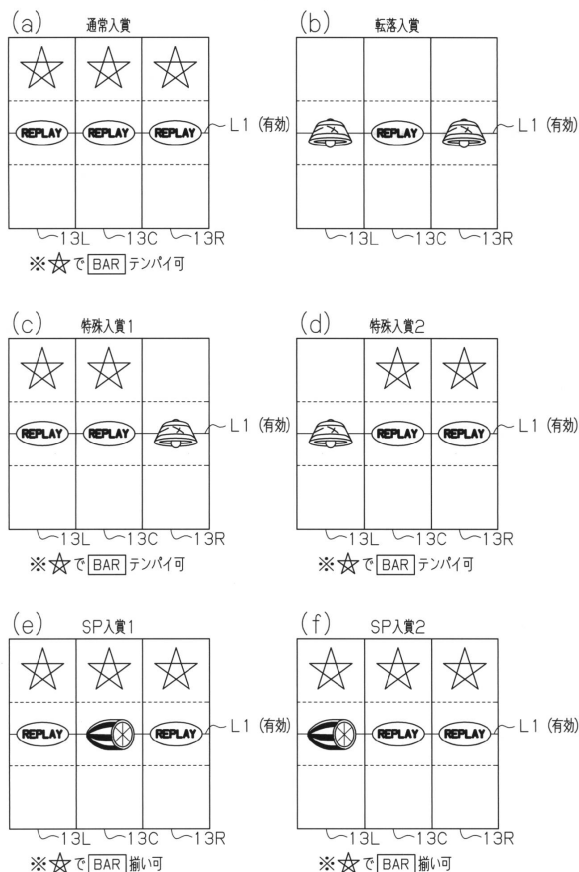 (a) 通常入賞
REPLAY REPLAY REPLAY L1(有効)
13L 13C 13R
※☆で BAR テンパイ可
(b) 転落入賞
REPLAY L1(有効)
13L 13C 13R
(c) 特殊入賞1
REPLAY REPLAY L1(有効)
13L 13C 13R
※☆で BAR テンパイ可
(d) 特殊入賞2
REPLAY REPLAY L1(有効)
13L 13C 13R
※☆で BAR テンパイ可
(e) SP入賞1
REPLAY REPLAY L1(有効)
13L 13C 13R
※☆で BAR 揃い可
(f) SP入賞2
REPLAY REPLAY L1(有効)
13L 13C 13R
※☆で BAR 揃い可